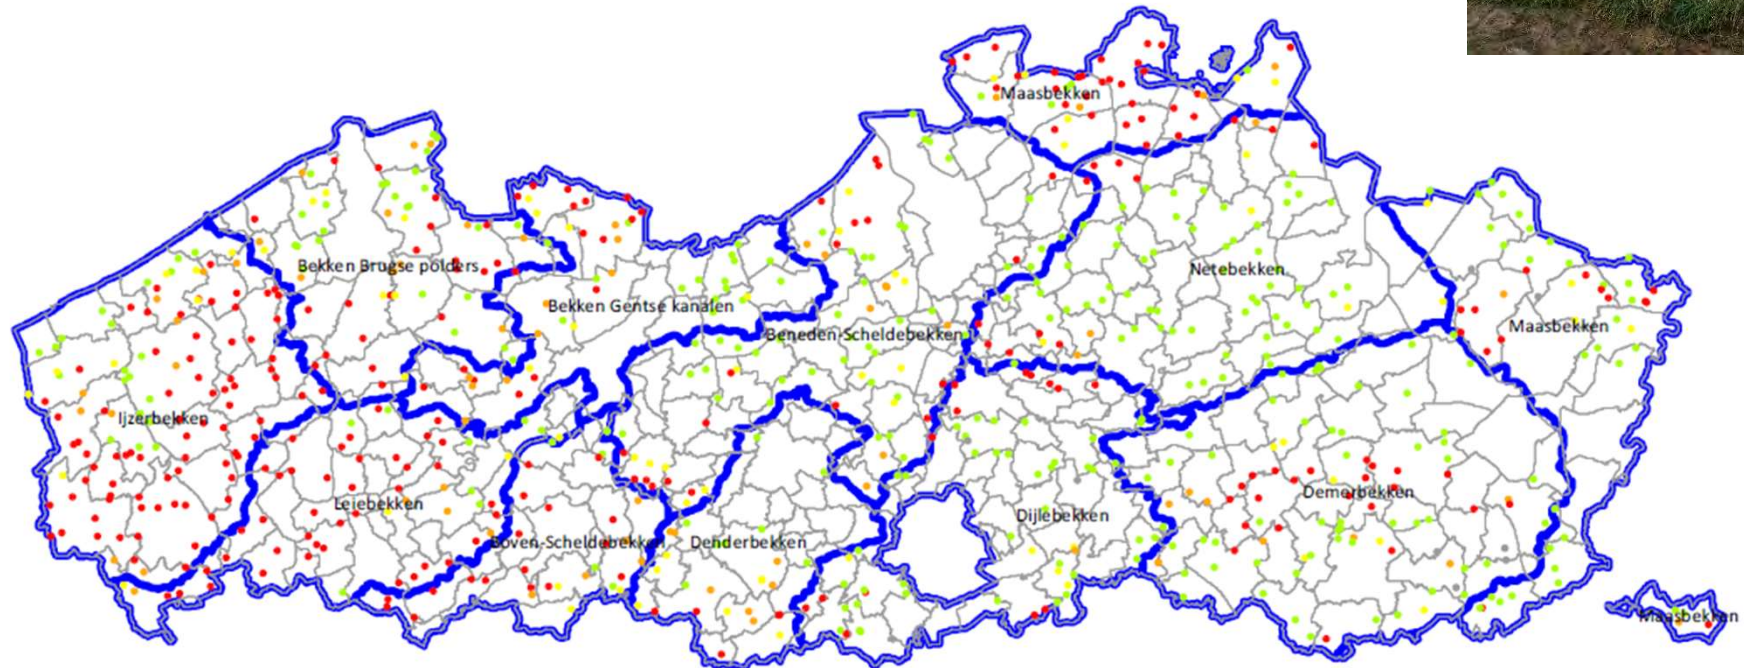 Maasbekken
Bekken Brugse polders
Netebekken
Bekken Gentse kanalen
Maasbekken
Beneden-Scheldebekken
Ijzerbekken
Demerbekken
Leiebekken
Dijlebekken
Boven-Scheldebekken
Denderbekken
Maasbekken